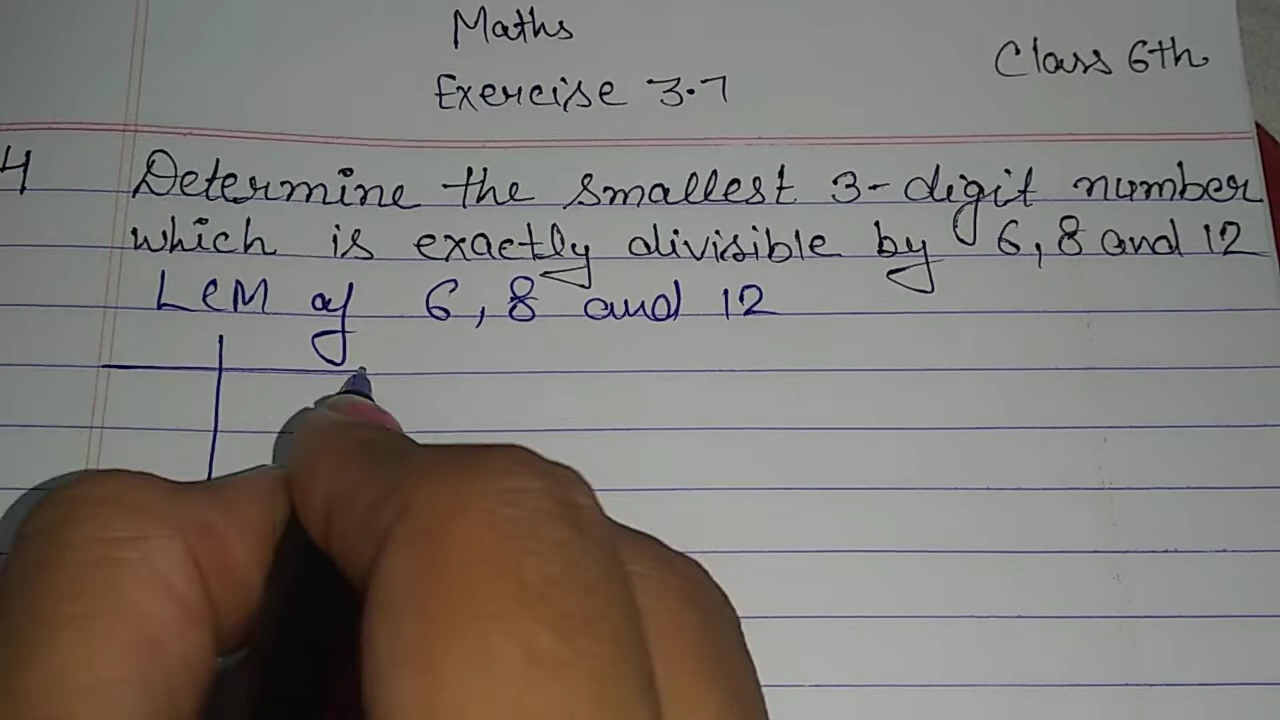 Maths
Class 6th
Exercise 3.7
4 Determine the smallest 3-digit number
which is exactly divisible by 6, 8 and 12
LCM of 6, 8 and 12